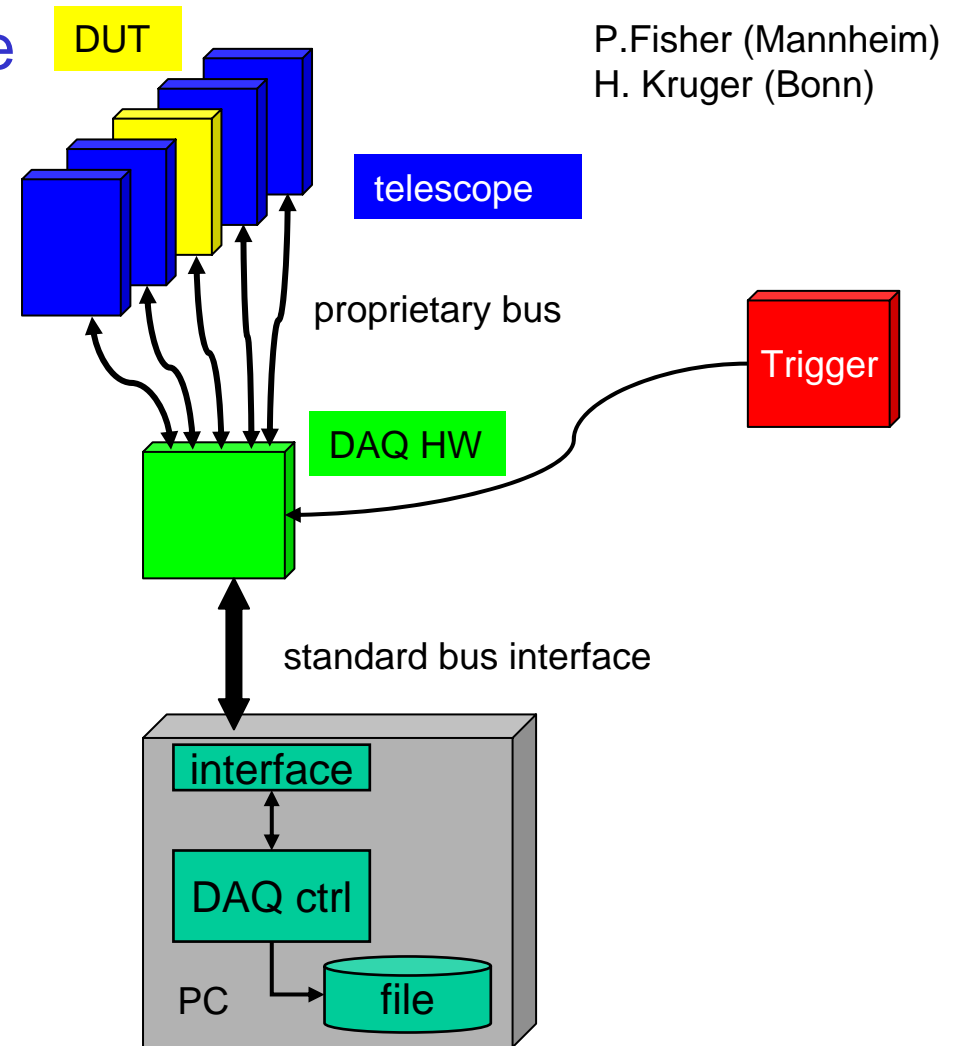 e
DUT
P.Fisher (Mannheim)
H. Kruger (Bonn)
telescope
proprietary bus
Trigger
DAQ HW
standard bus interface
interface
DAQ ctrl
PC
file